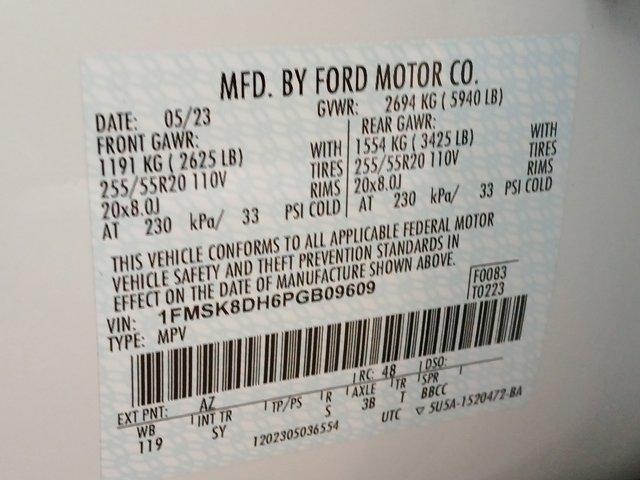 MFD. BY FORD MOTOR CO.
DATE: 05/23 GVWR: 2694 KG ( 5940 LB)
FRONT GAWR: REAR GAWR:
1191 KG ( 2625 LB) WITH 1554 KG ( 3425 LB) WITH
255/55R20 110V TIRES 255/55R20 110V TIRES
20x8.0J RIMS 20x8.0J RIMS
AT 230 kPa/ 33 PSI COLD AT 230 kPa/ 33 PSI COLD
THIS VEHICLE CONFORMS TO ALL APPLICABLE FEDERAL MOTOR
VEHICLE SAFETY AND THEFT PREVENTION STANDARDS IN
EFFECT ON THE DATE OF MANUFACTURE SHOWN ABOVE.
VIN: 1FMSK8DH6PGB09609 F0083
TYPE: MPV T0223
EXT PNT: AZ RC: 48 DSO:
WB INT TR TP/PS R AXLE TR SPR
119 SY S 3B T BBCC
1202305036554 UTC ▽ 5U5A-1520472-BA